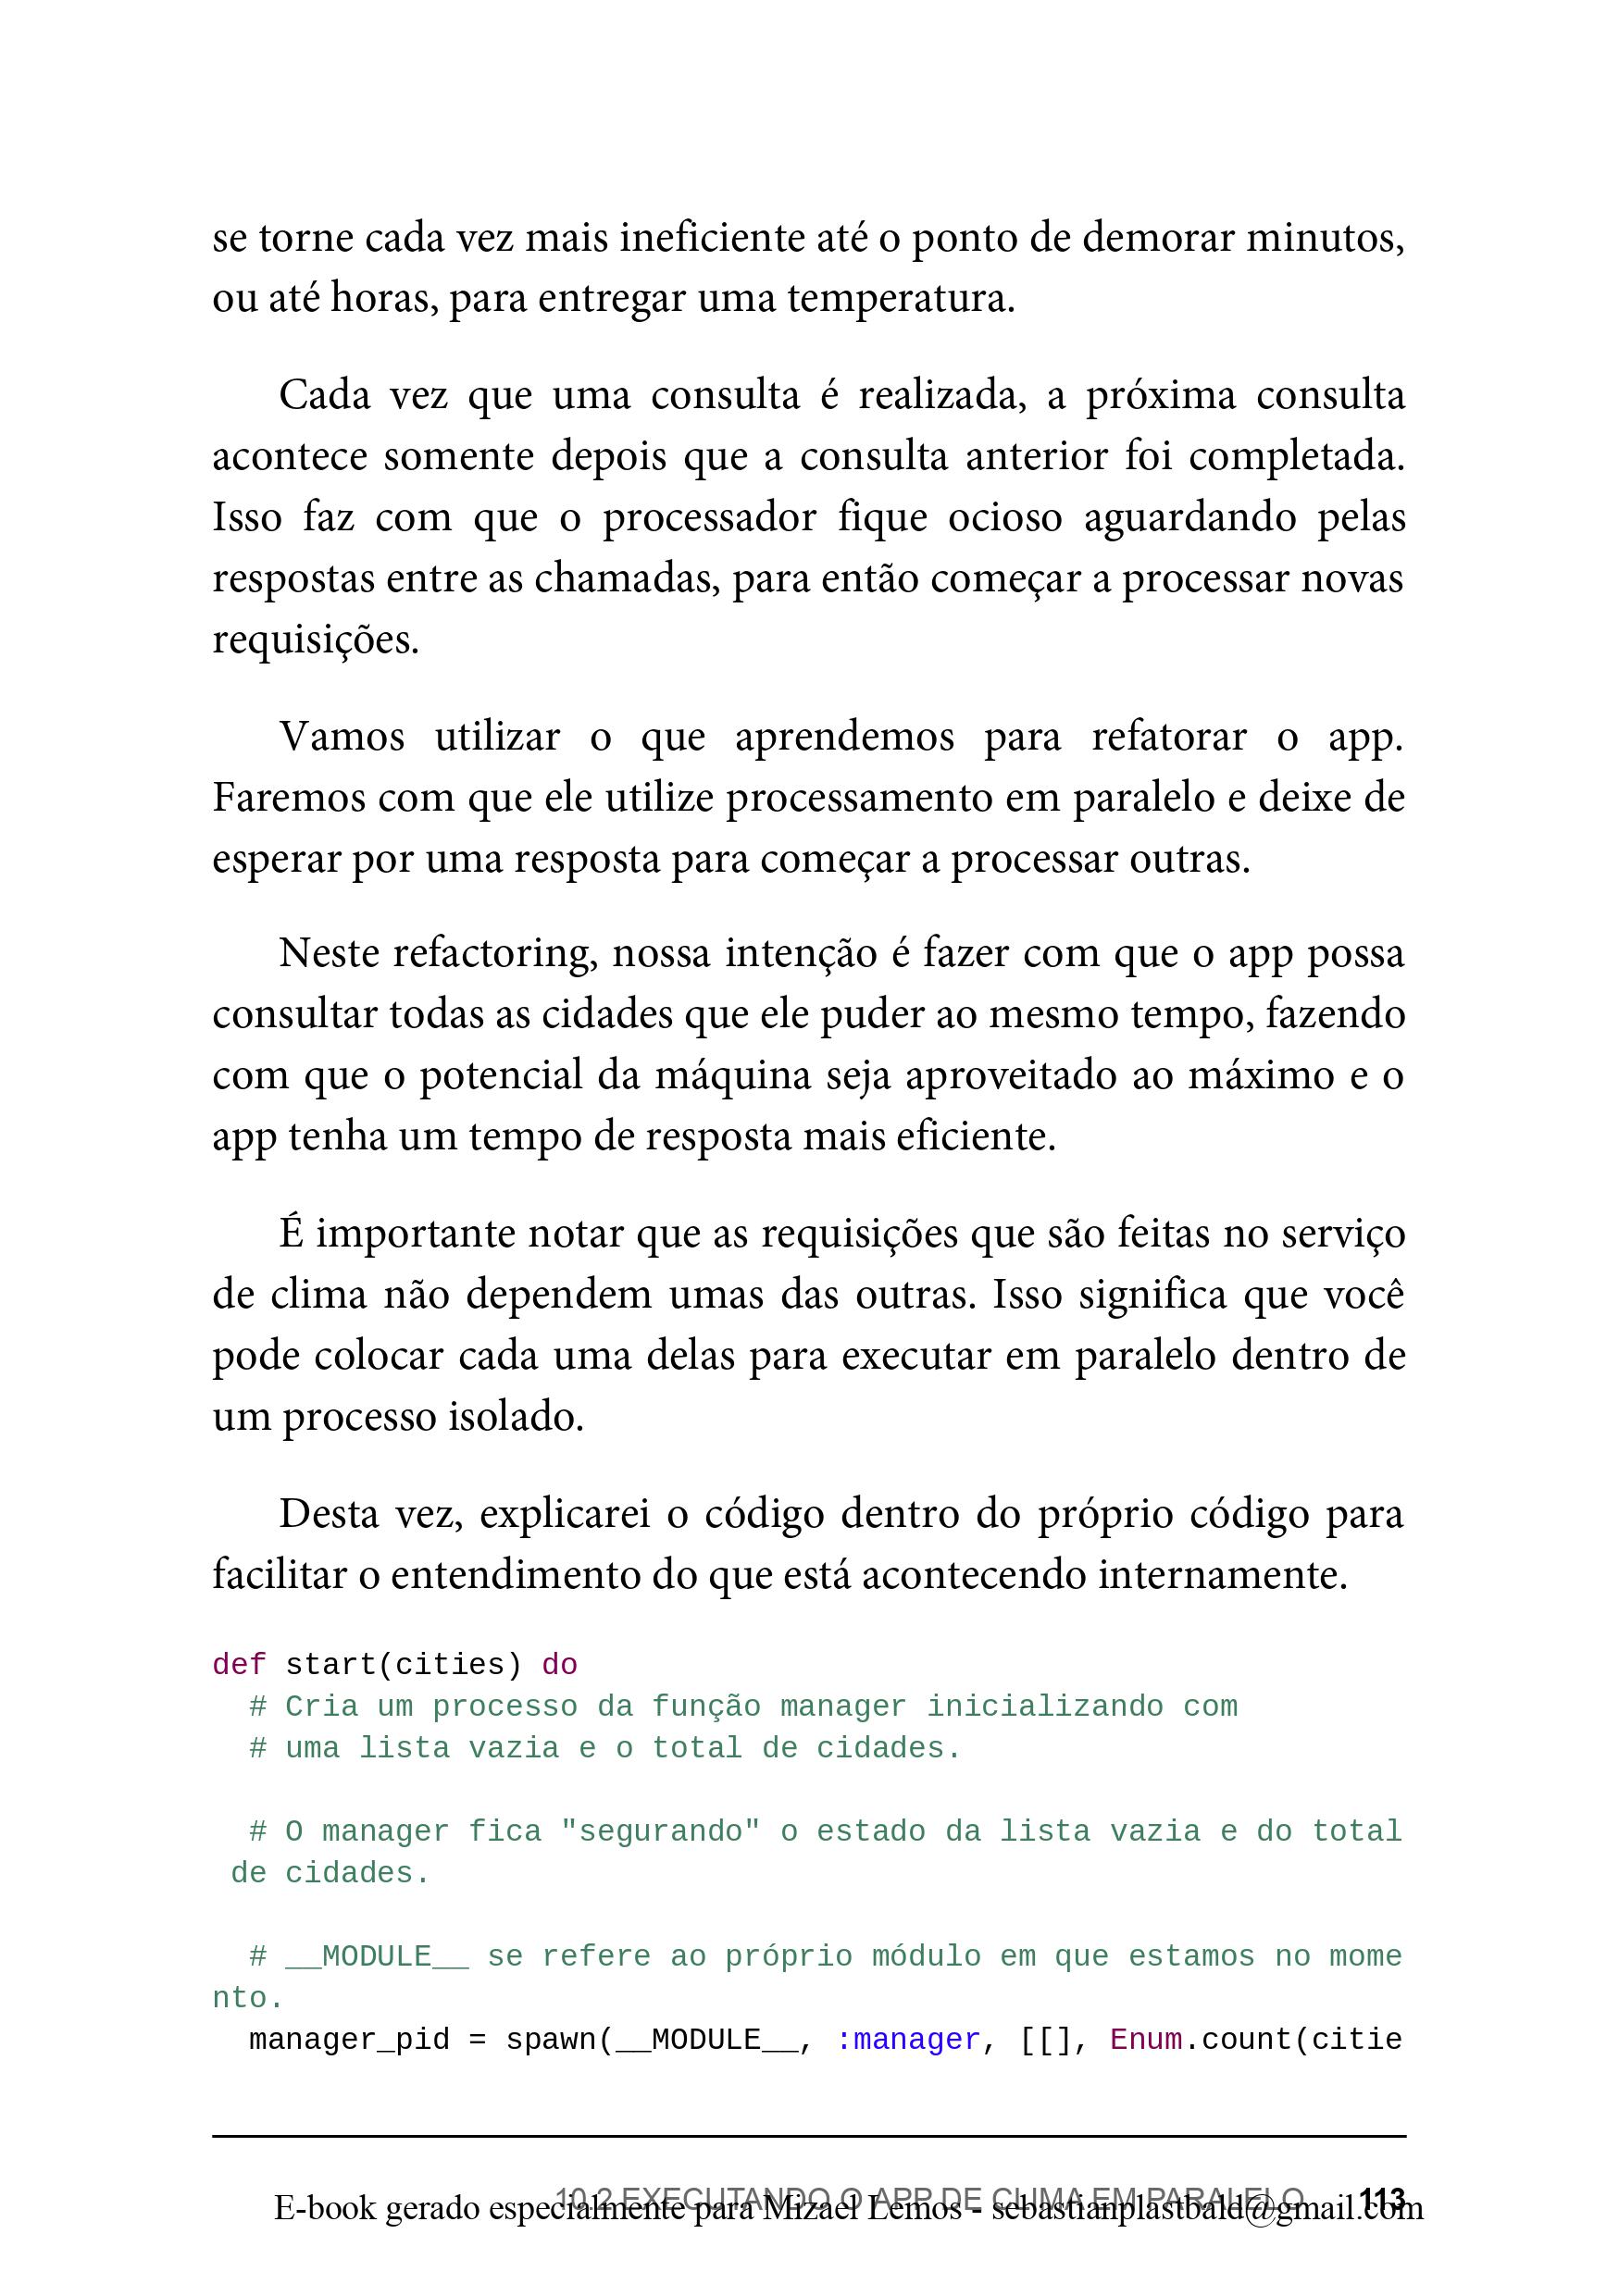 se torne cada vez mais ineficiente até o ponto de demorar minutos,
ou até horas, para entregar uma temperatura.
Cada vez que uma consulta é realizada, a próxima consulta
acontece somente depois que a consulta anterior foi completada.
Isso faz com que o processador fique ocioso aguardando pelas
respostas entre as chamadas, para então começar a processar novas
requisições.
Vamos utilizar o que aprendemos para refatorar o app.
Faremos com que ele utilize processamento em paralelo e deixe de
esperar por uma resposta para começar a processar outras.
Neste refactoring, nossa intenção é fazer com que o app possa
consultar todas as cidades que ele puder ao mesmo tempo, fazendo
com que o potencial da máquina seja aproveitado ao máximo e o
app tenha um tempo de resposta mais eficiente.
É importante notar que as requisições que são feitas no serviço
de clima não dependem umas das outras. Isso significa que você
pode colocar cada uma delas para executar em paralelo dentro de
um processo isolado.
Desta vez, explicarei o código dentro do próprio código para
facilitar o entendimento do que está acontecendo internamente.
def start(cities) do
  # Cria um processo da função manager inicializando com
  # uma lista vazia e o total de cidades.
  # O manager fica "segurando" o estado da lista vazia e do total
 de cidades.
  # __MODULE__ se refere ao próprio módulo em que estamos no mome
nto.
  manager_pid = spawn(__MODULE__, :manager, [[], Enum.count(citie
10.2 EXECUTANDO O APP DE CLIMA EM PARALELO 113
E-book gerado especialmente para Mizael Lemos - sebastianplastbald@gmail.com